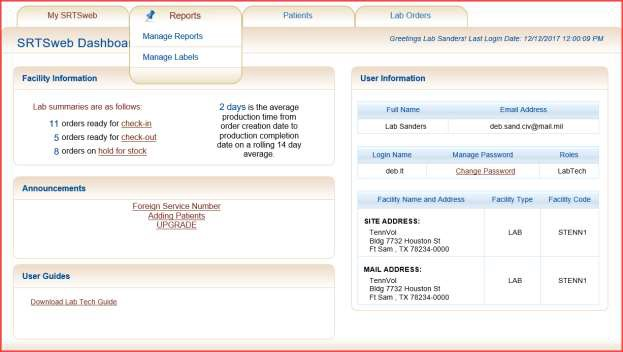 My SRTSweb
Reports
Patients
Lab Orders
Manage Reports
Manage Labels
SRTSweb Dashboa
Greetings Lab Sanders! Last Login Date: 12/12/2017 12:00:09 PM
Facility Information
Lab summaries are as follows:
11 orders ready for check-in
5 orders ready for check-out
8 orders on hold for stock
2 days is the average
production time from
order creation date to
production completion
date on a rolling 14 day
average.
Announcements
Foreign Service Number
Adding Patients
UPGRADE
User Guides
Download Lab Tech Guide
User Information
Full Name Email Address
Lab Sanders deb.sand.civ@mail.mil
Login Name Manage Password Roles
deb.lt Change Password LabTech
Facility Name and Address Facility Type Facility Code
SITE ADDRESS:
TennVol LAB STENN1
Bldg 7732 Houston St
Ft Sam , TX 78234-0000
MAIL ADDRESS:
TennVol LAB STENN1
Bldg 7732 Houston St
Ft Sam , TX 78234-0000